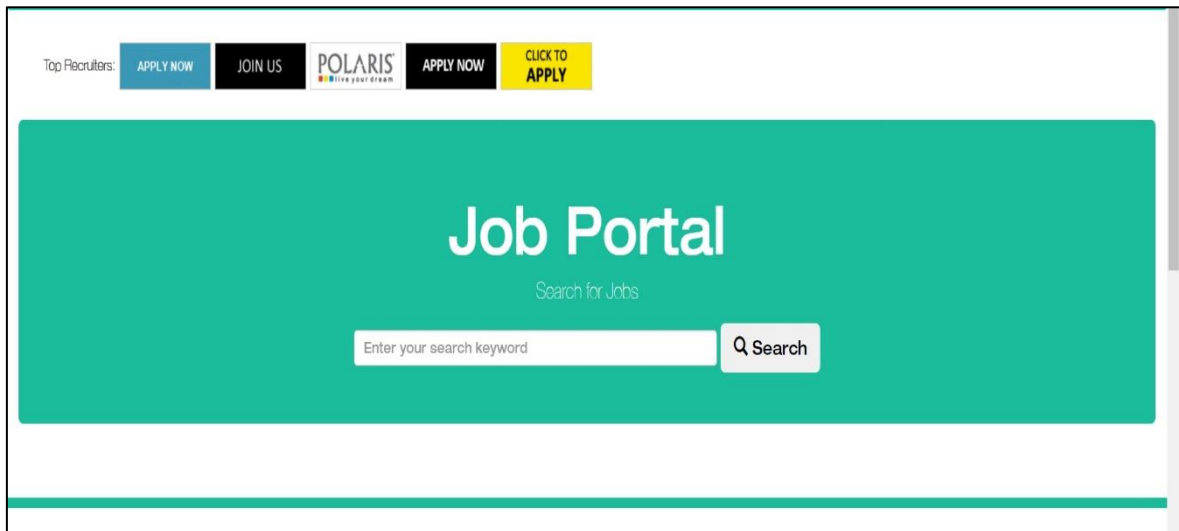 Top Recruiters: APPLY NOW JOIN US POLARIS live your dream APPLY NOW CLICK TO APPLY
Job Portal
Search for Jobs
Enter your search keyword Search